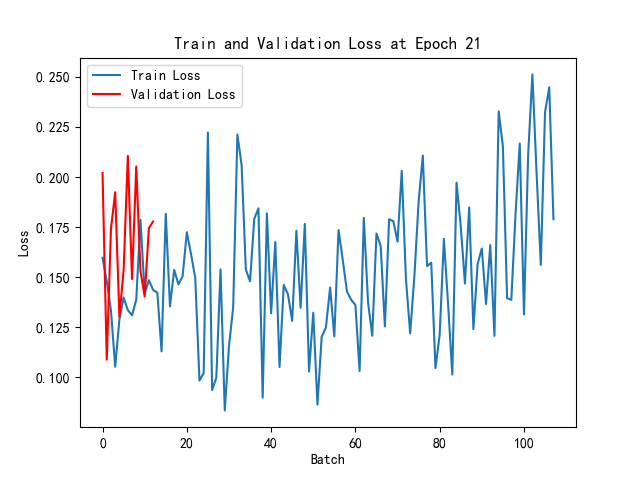 Train and Validation Loss at Epoch 21
Train Loss
Validation Loss
0.250
0.225
0.200
0.175
0.150
0.125
0.100
Loss
0 20 40 60 80 100
Batch